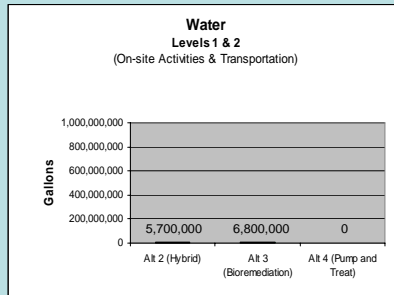 Water
Levels 1 & 2
(On-site Activities & Transportation)
Gallons
1,000,000,000
800,000,000
600,000,000
400,000,000
200,000,000
0
5,700,000
6,800,000
0
Alt 2 (Hybrid)
Alt 3
(Bioremediation)
Alt 4 (Pump and
Treat)